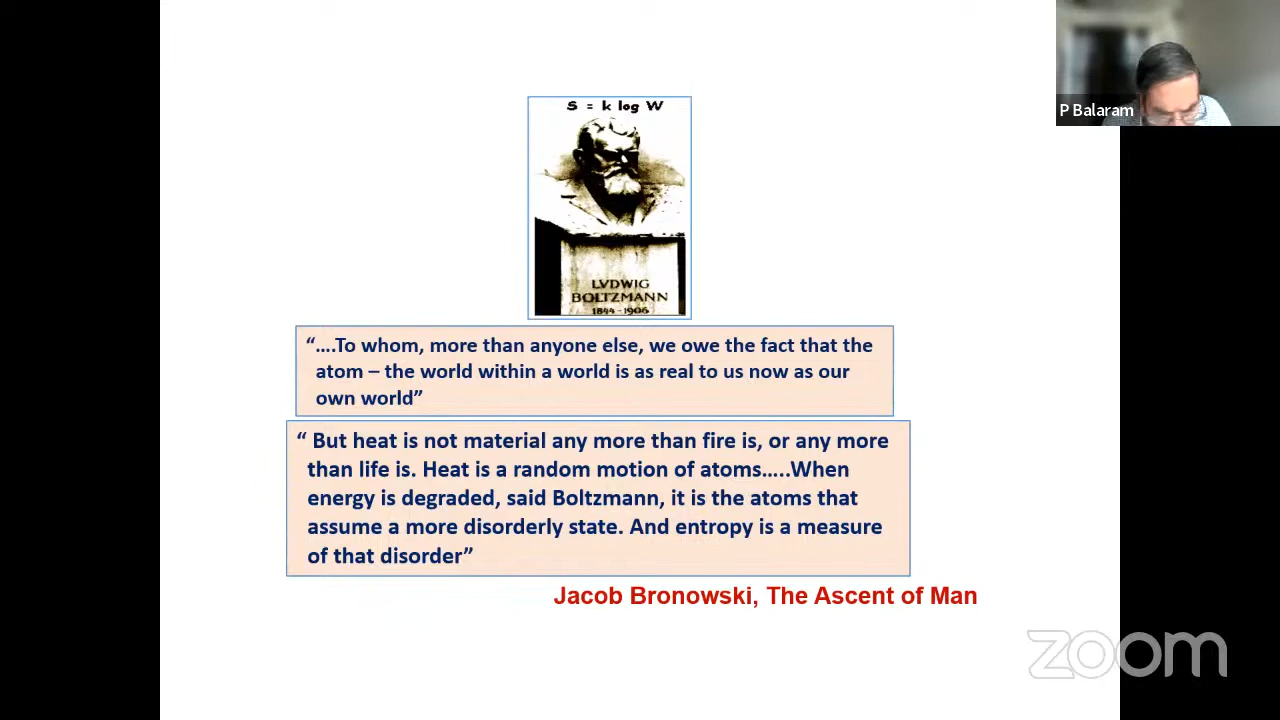 S = k log W
P Balaram
LVDWIG
BOLTZMANN
1844 - 1906
“….To whom, more than anyone else, we owe the fact that the
atom – the world within a world is as real to us now as our
own world”
“ But heat is not material any more than fire is, or any more
than life is. Heat is a random motion of atoms…..When
energy is degraded, said Boltzmann, it is the atoms that
assume a more disorderly state. And entropy is a measure
of that disorder”
Jacob Bronowski, The Ascent of Man
zoom